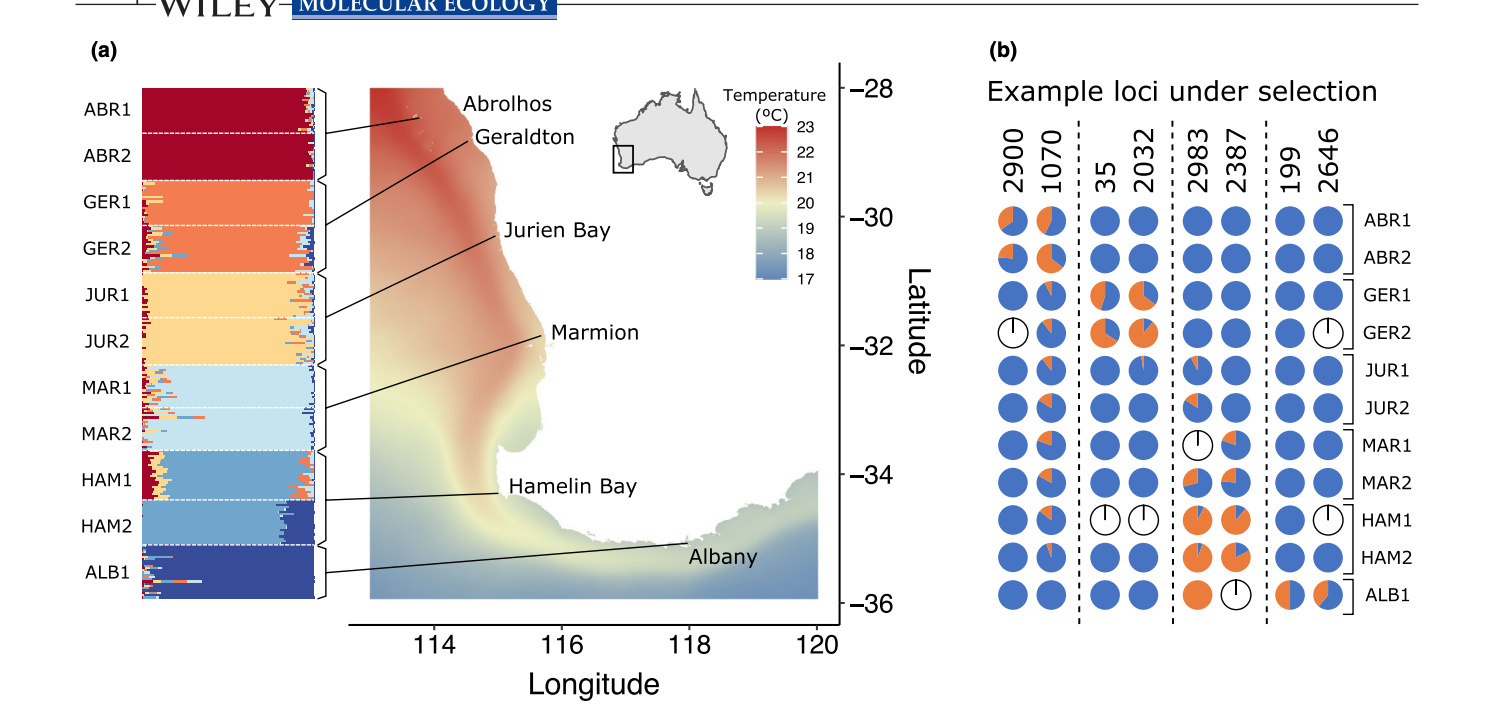 WILEY MOLECULAR ECOLOGY
(a)
ABR1
ABR2
GER1
GER2
JUR1
JUR2
MAR1
MAR2
HAM1
HAM2
ALB1
Abrolhos
Geraldton
Jurien Bay
Marmion
Hamelin Bay
Albany
Temperature
(ºC)
23
22
21
20
19
18
17
−28
−30
−32
−34
−36
Latitude
114 116 118 120
Longitude
(b)
Example loci under selection
2900 1070 35 2032 2983 2387 199 2646
ABR1
ABR2
GER1
GER2
JUR1
JUR2
MAR1
MAR2
HAM1
HAM2
ALB1